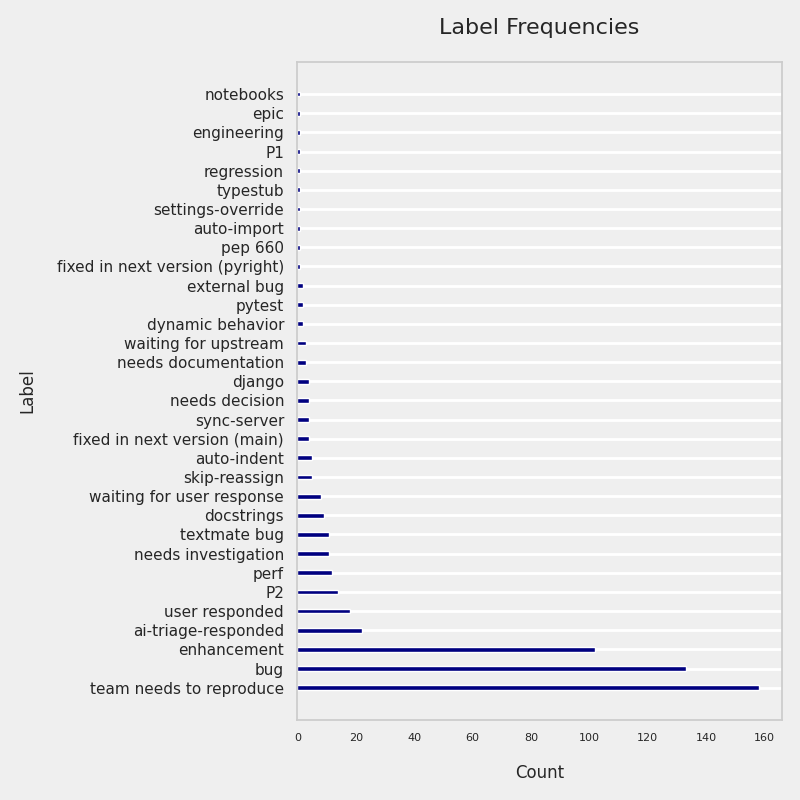 Label Frequencies
notebooks
epic
engineering
P1
regression
typestub
settings-override
auto-import
pep 660
fixed in next version (pyright)
external bug
pytest
dynamic behavior
waiting for upstream
needs documentation
django
needs decision
sync-server
fixed in next version (main)
auto-indent
skip-reassign
waiting for user response
docstrings
textmate bug
needs investigation
perf
P2
user responded
ai-triage-responded
enhancement
bug
team needs to reproduce
Label
0 20 40 60 80 100 120 140 160
Count